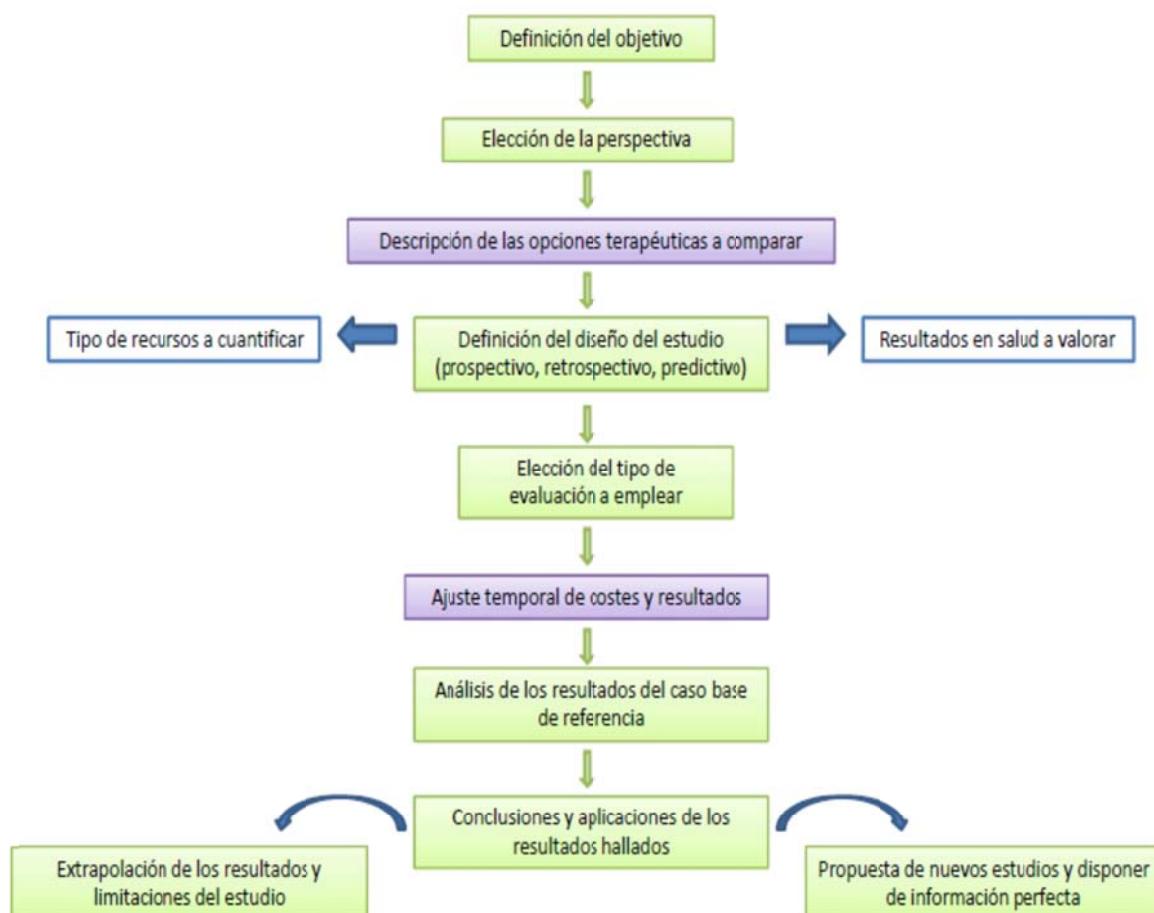 Definición del objetivo
Elección de la perspectiva
Descripción de las opciones terapéuticas a comparar
Tipo de recursos a cuantificar
Definición del diseño del estudio
(prospectivo, retrospectivo, predictivo)
Resultados en salud a valorar
Elección del tipo de
evaluación a emplear
Ajuste temporal de costes y resultados
Análisis de los resultados del caso base
de referencia
Conclusiones y aplicaciones de los
resultados hallados
Extrapolación de los resultados y
limitaciones del estudio
Propuesta de nuevos estudios y disponer
de información perfecta